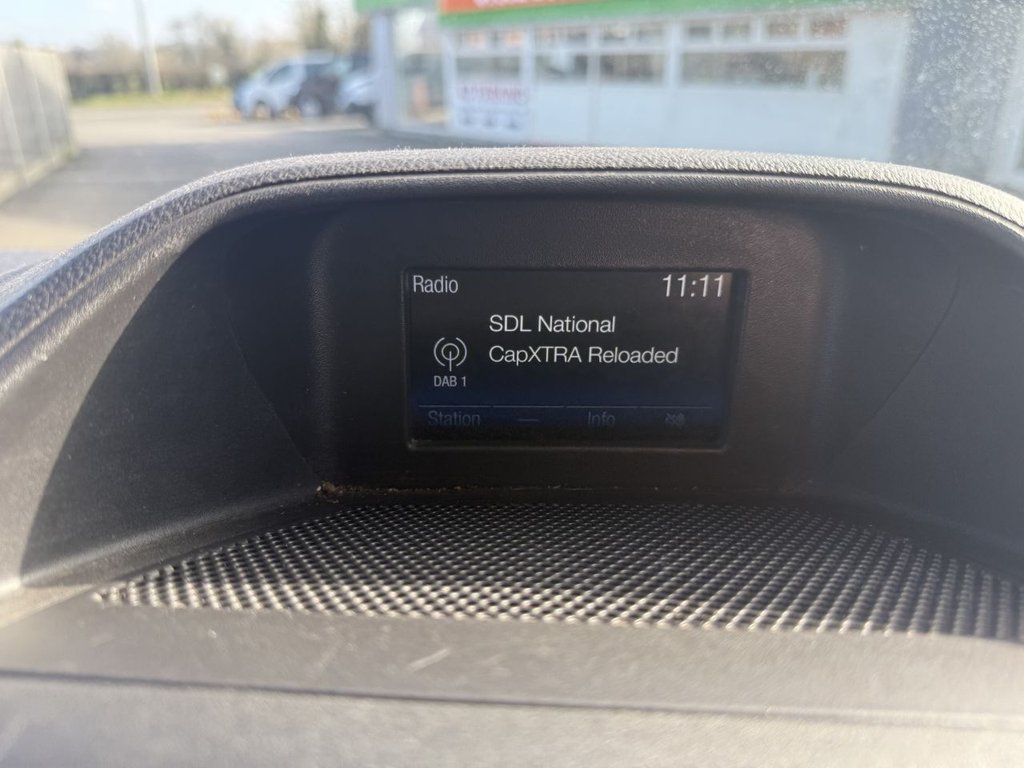 Radio 11:11
SDL National
CapXTRA Reloaded
DAB 1
Station — Info